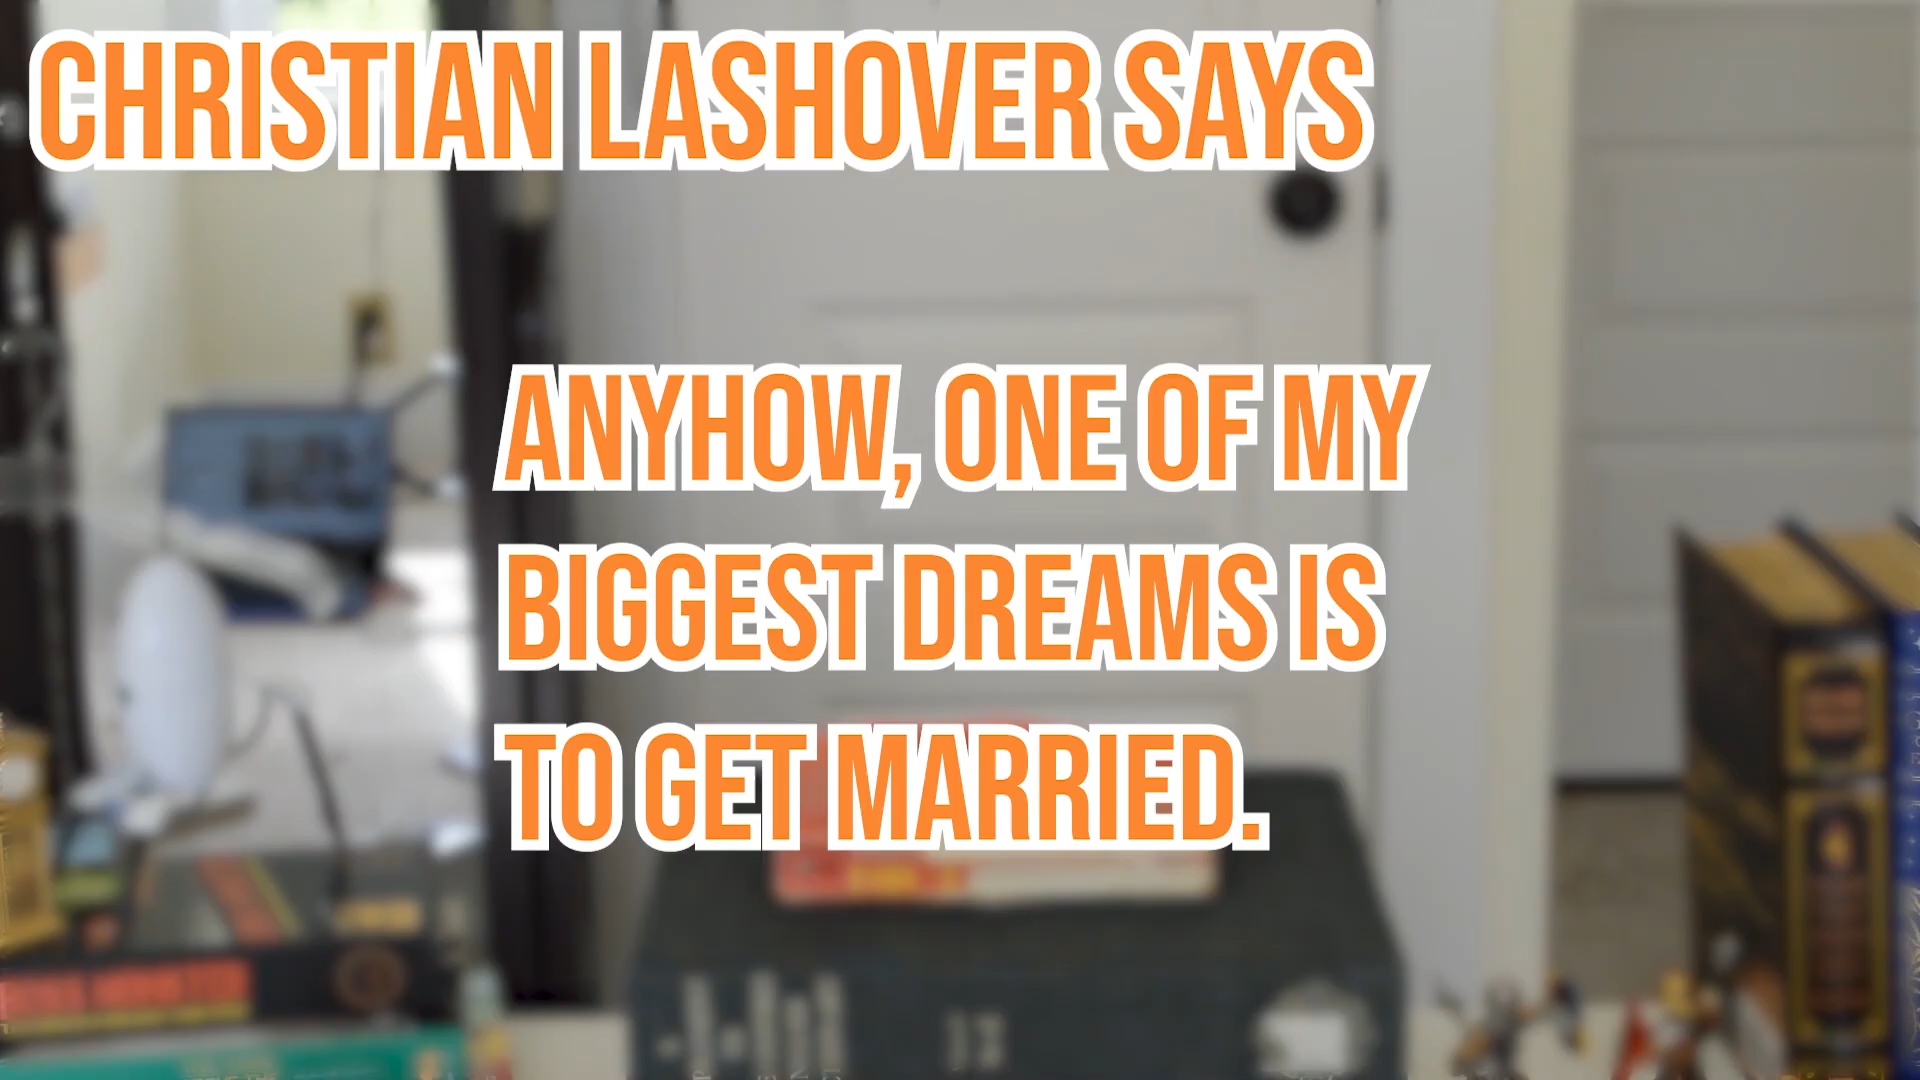 CHRISTIAN LASHOVER SAYS
ANYHOW, ONE OF MY
BIGGEST DREAMS IS
TO GET MARRIED.